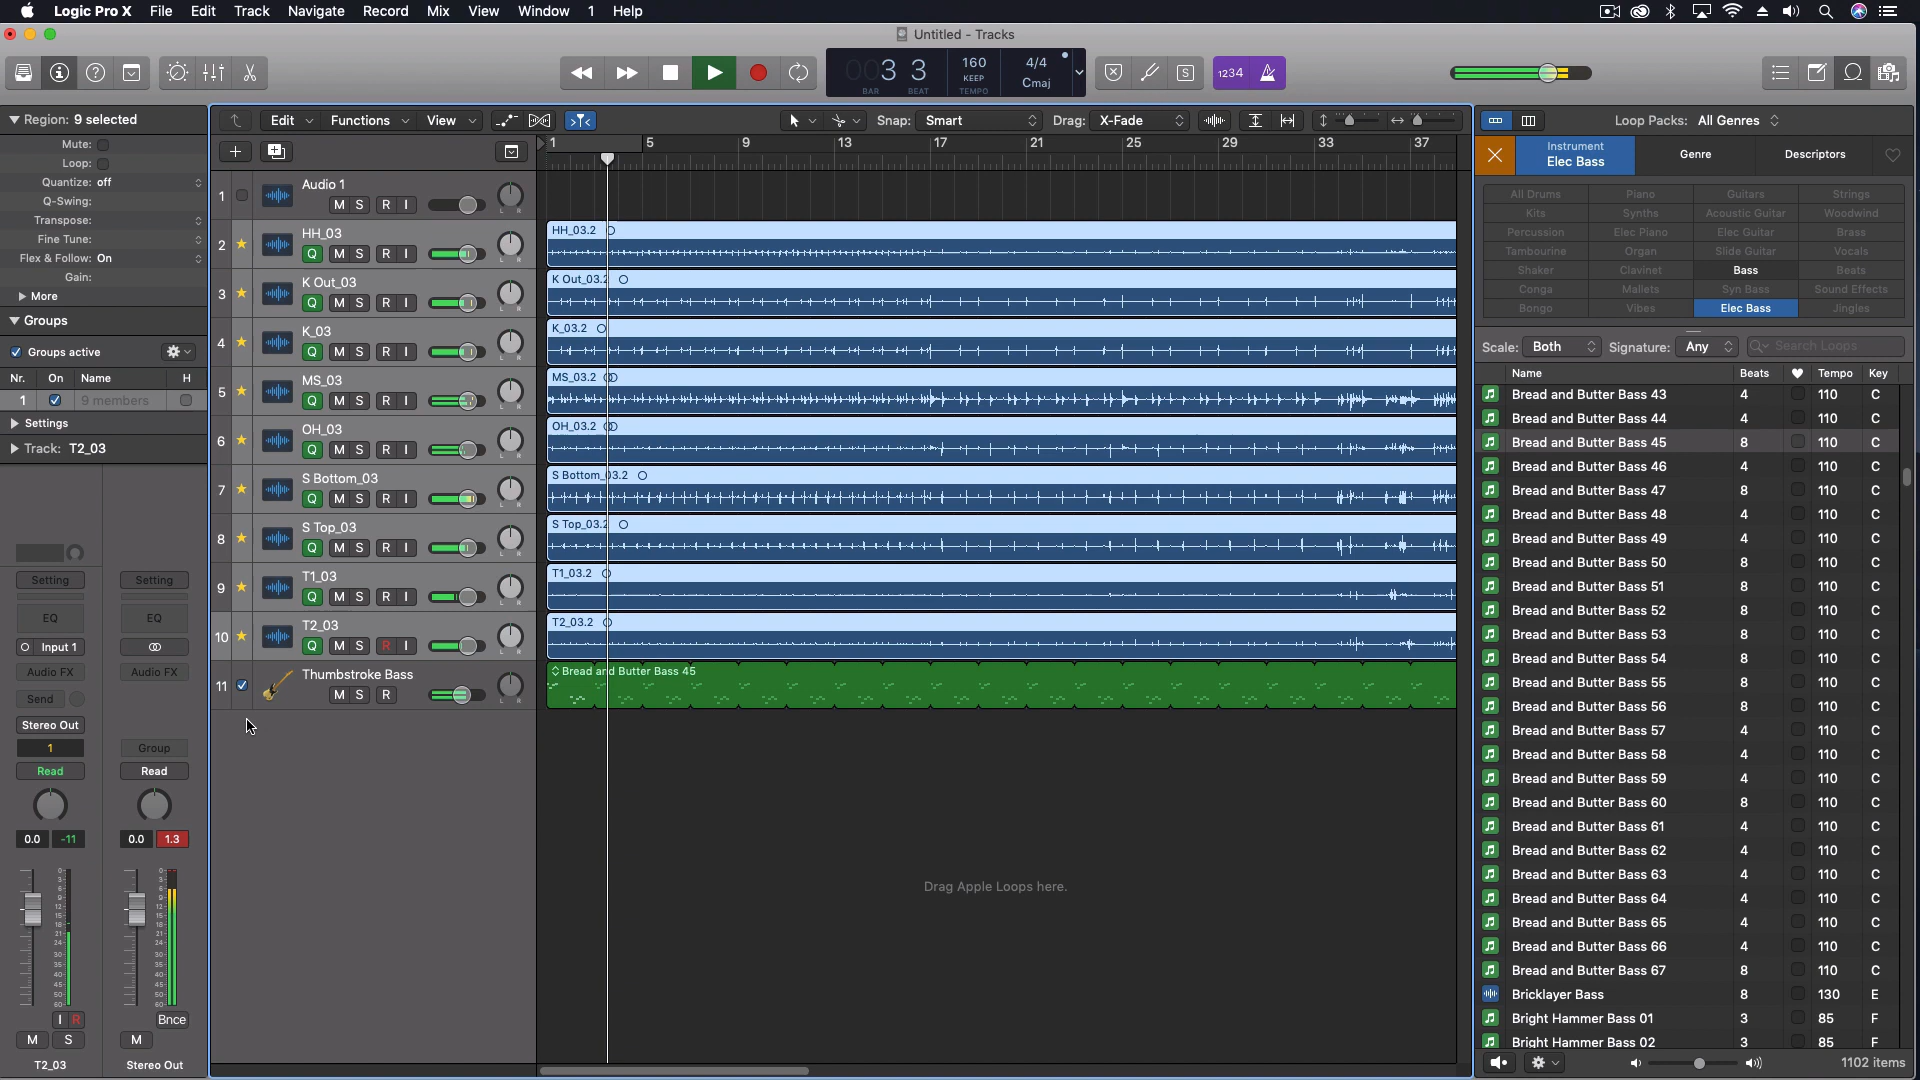 Logic Pro X File Edit Track Navigate Record Mix View Window 1 Help
Untitled - Tracks
003 3 BAR BEAT
160 KEEP TEMPO
4/4 Cmaj
S
1234
Region: 9 selected
Mute:
Loop:
Quantize: off
Q-Swing:
Transpose:
Fine Tune:
Flex & Follow: On
Gain:
More
Groups
Groups active
Nr. On Name H
1 9 members
Settings
Track: T2_03
Setting Setting
EQ EQ
Input 1
Audio FX Audio FX
Send
Stereo Out
1 Group
Read Read
0.0 -11 0.0 1.3
I R Bnce
M S M
T2_03 Stereo Out
Edit Functions View Snap: Smart Drag: X-Fade
1 5 9 13 17 21 25 29 33 37
1 Audio 1
M S R I
2 HH_03
Q M S R I
HH_03.2
3 K Out_03
Q M S R I
K Out_03.2
4 K_03
Q M S R I
K_03.2
5 MS_03
Q M S R I
MS_03.2
6 OH_03
Q M S R I
OH_03.2
7 S Bottom_03
Q M S R I
S Bottom_03.2
8 S Top_03
Q M S R I
S Top_03.2
9 T1_03
Q M S R I
T1_03.2
10 T2_03
Q M S R I
T2_03.2
11 Thumbstroke Bass
M S R
Bread and Butter Bass 45
Drag Apple Loops here.
Loop Packs: All Genres
Instrument Elec Bass Genre Descriptors
All Drums Piano Guitars Strings
Kits Synths Acoustic Guitar Woodwind
Percussion Elec Piano Elec Guitar Brass
Tambourine Organ Slide Guitar Vocals
Shaker Clavinet Bass Beats
Conga Mallets Syn Bass Sound Effects
Bongo Vibes Elec Bass Jingles
Scale: Both Signature: Any Search Loops
Name Beats Tempo Key
Bread and Butter Bass 43 4 110 C
Bread and Butter Bass 44 4 110 C
Bread and Butter Bass 45 8 110 C
Bread and Butter Bass 46 4 110 C
Bread and Butter Bass 47 8 110 C
Bread and Butter Bass 48 4 110 C
Bread and Butter Bass 49 4 110 C
Bread and Butter Bass 50 8 110 C
Bread and Butter Bass 51 8 110 C
Bread and Butter Bass 52 8 110 C
Bread and Butter Bass 53 8 110 C
Bread and Butter Bass 54 8 110 C
Bread and Butter Bass 55 8 110 C
Bread and Butter Bass 56 8 110 C
Bread and Butter Bass 57 4 110 C
Bread and Butter Bass 58 4 110 C
Bread and Butter Bass 59 4 110 C
Bread and Butter Bass 60 8 110 C
Bread and Butter Bass 61 4 110 C
Bread and Butter Bass 62 4 110 C
Bread and Butter Bass 63 4 110 C
Bread and Butter Bass 64 4 110 C
Bread and Butter Bass 65 4 110 C
Bread and Butter Bass 66 4 110 C
Bread and Butter Bass 67 8 110 C
Bricklayer Bass 8 130 E
Bright Hammer Bass 01 3 85 F
Bright Hammer Bass 02 3 85 F
1102 items